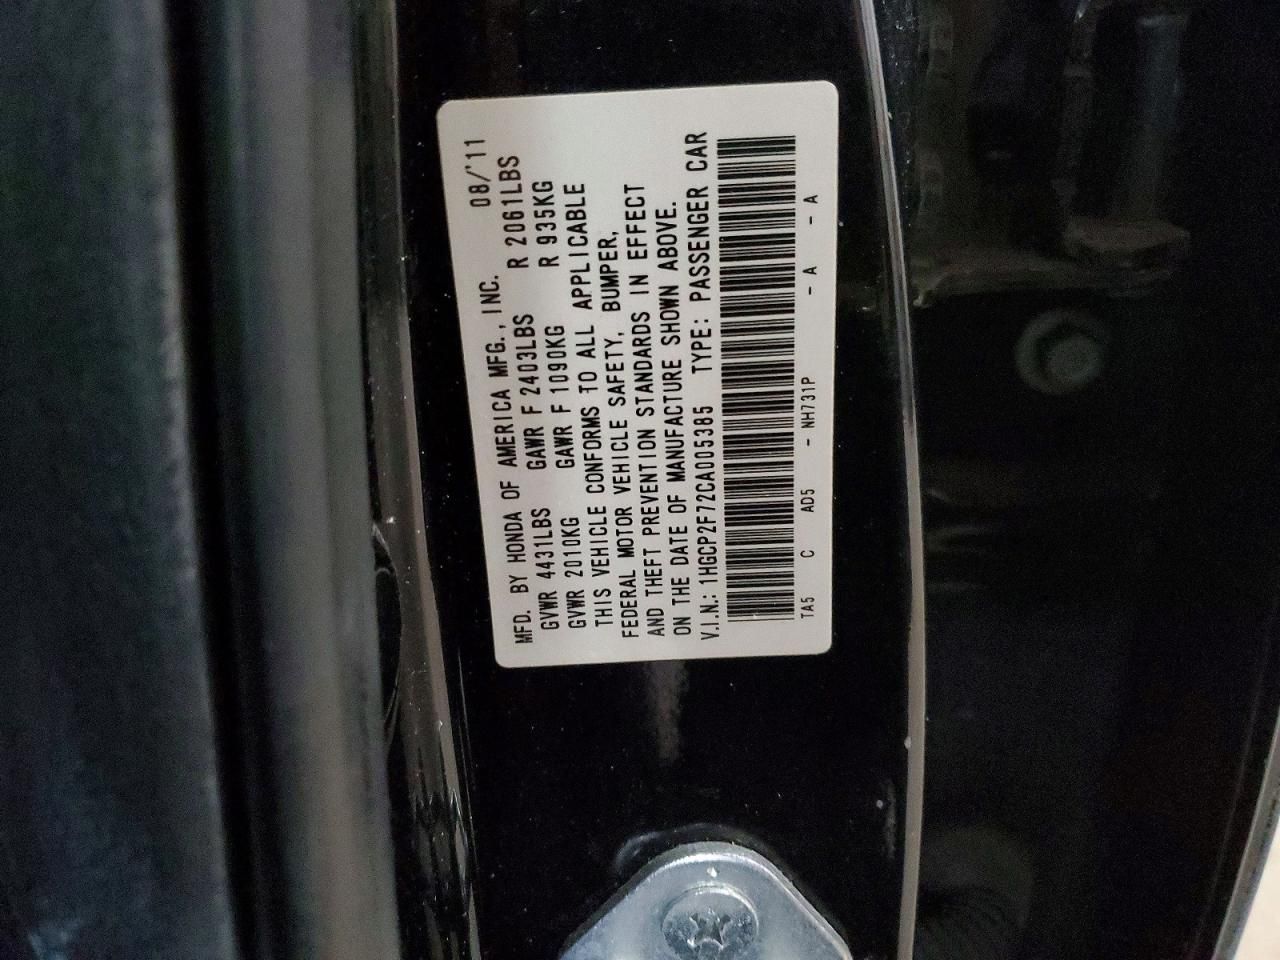 MFD. BY HONDA OF AMERICA MFG., INC. 08/'11
GVWR 4431LBS GAWR F 2403LBS R 2061LBS
GVWR 2010KG GAWR F 1090KG R 935KG
THIS VEHICLE CONFORMS TO ALL APPLICABLE
FEDERAL MOTOR VEHICLE SAFETY, BUMPER,
AND THEFT PREVENTION STANDARDS IN EFFECT
ON THE DATE OF MANUFACTURE SHOWN ABOVE.
V.I.N.: 1HGCP2F72CA005385 TYPE: PASSENGER CAR
TA5 C AD5 - NH731P - A - A